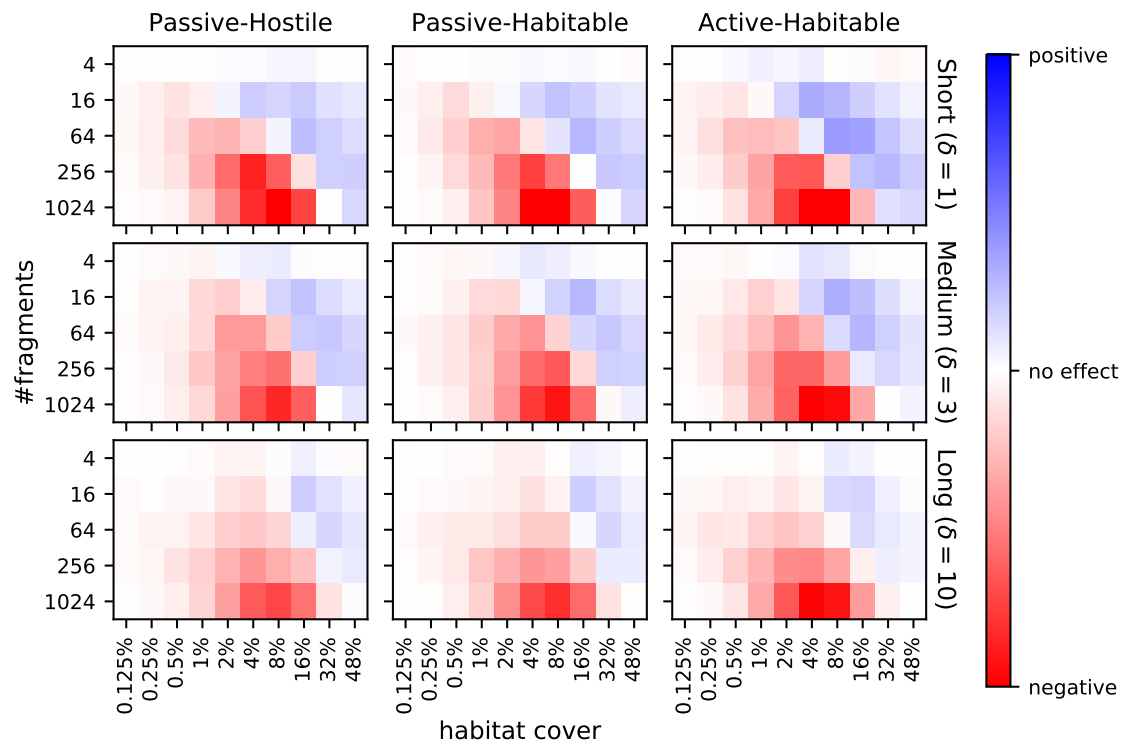 Passive-Hostile Passive-Habitable Active-Habitable
4
16
64
256
1024
Short (δ = 1)
4
16
64
256
1024
Medium (δ = 3)
4
16
64
256
1024
Long (δ = 10)
#fragments
0.125% 0.25% 0.5% 1% 2% 4% 8% 16% 32% 48%
0.125% 0.25% 0.5% 1% 2% 4% 8% 16% 32% 48%
0.125% 0.25% 0.5% 1% 2% 4% 8% 16% 32% 48%
habitat cover
positive
no effect
negative